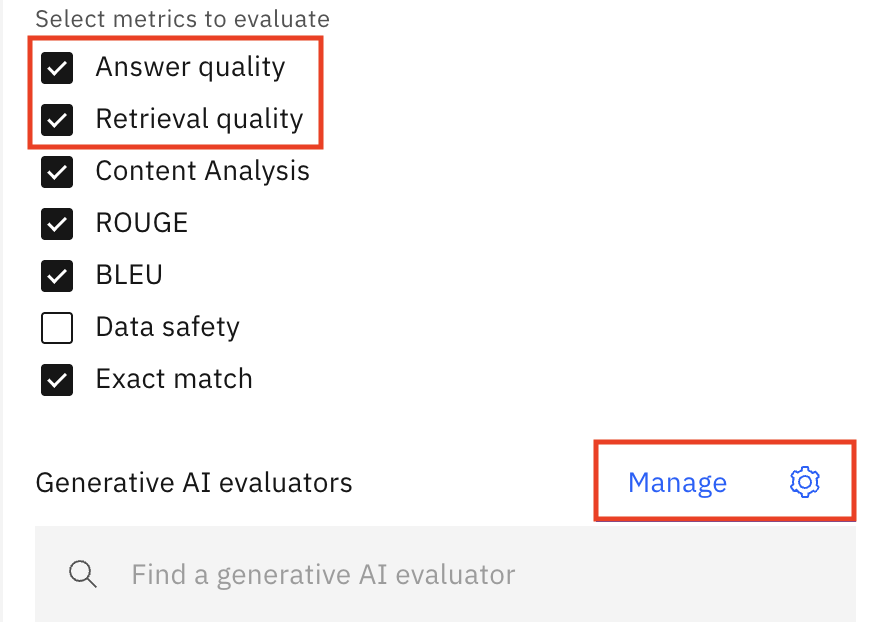 Select metrics to evaluate
Answer quality
Retrieval quality
Content Analysis
ROUGE
BLEU
Data safety
Exact match
Generative AI evaluators Manage
Find a generative AI evaluator